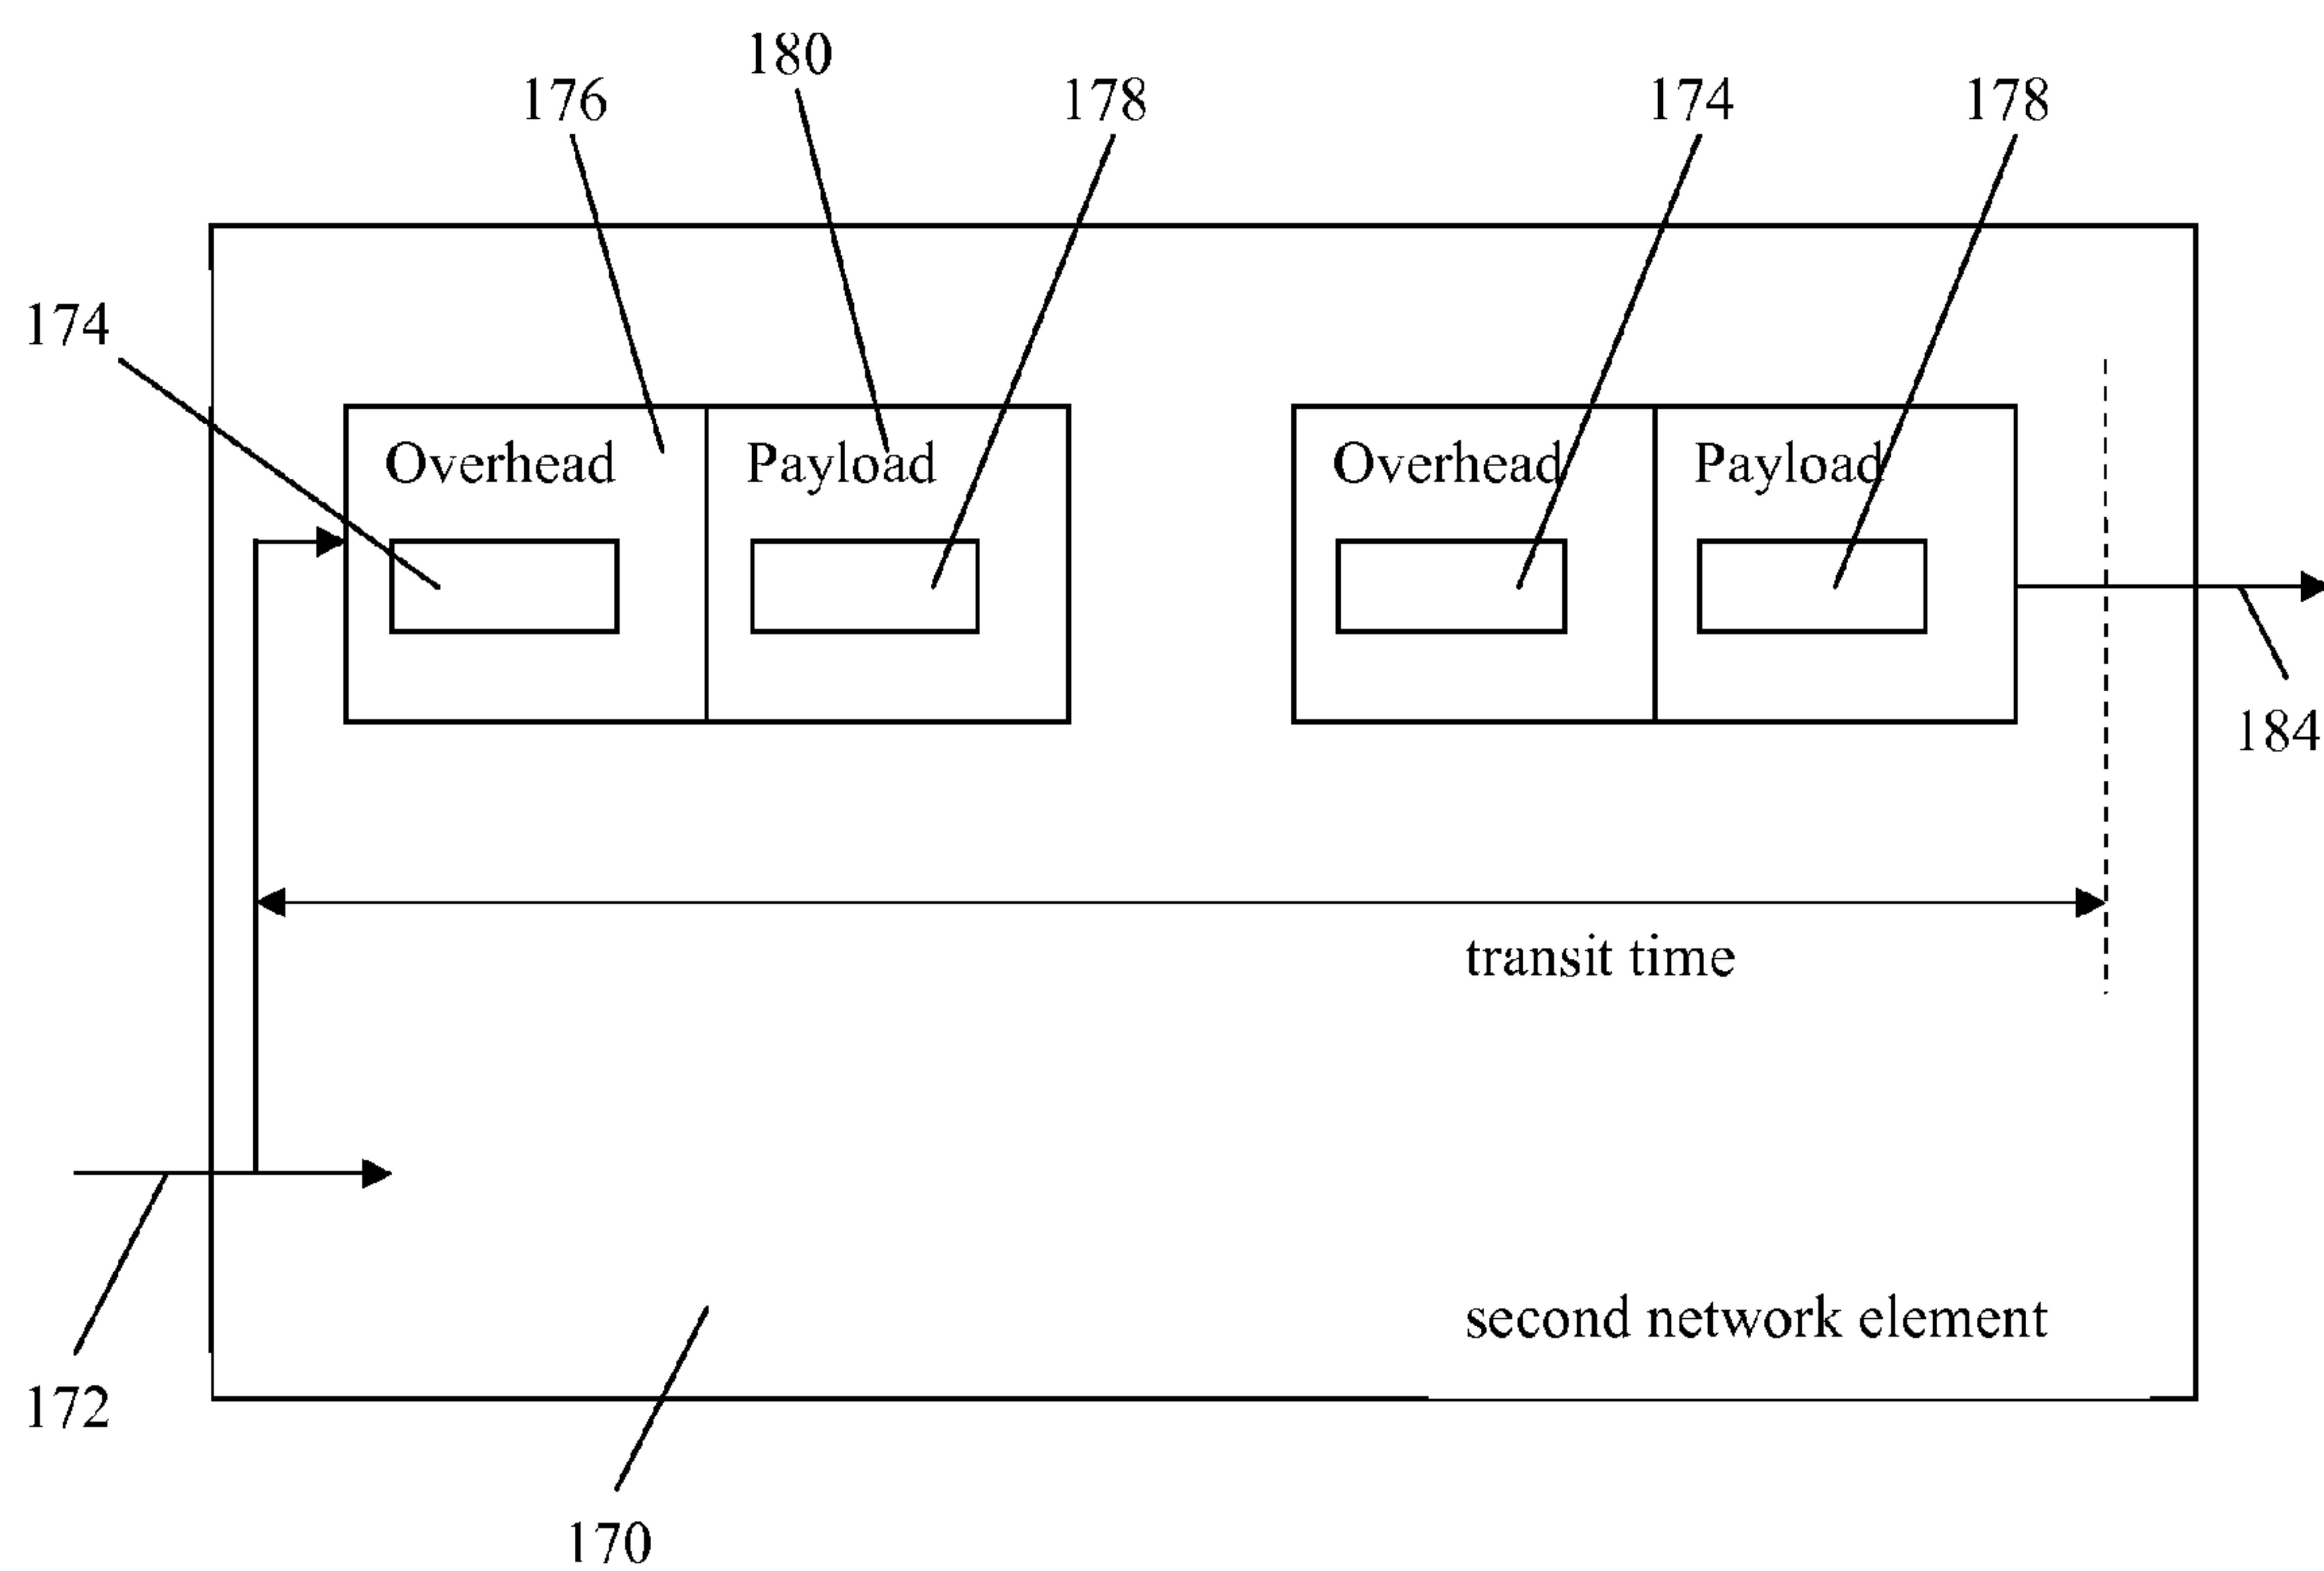 180
176
178
174
178
174
Overhead
Payload
Overhead
Payload
184
transit time
second network element
172
170